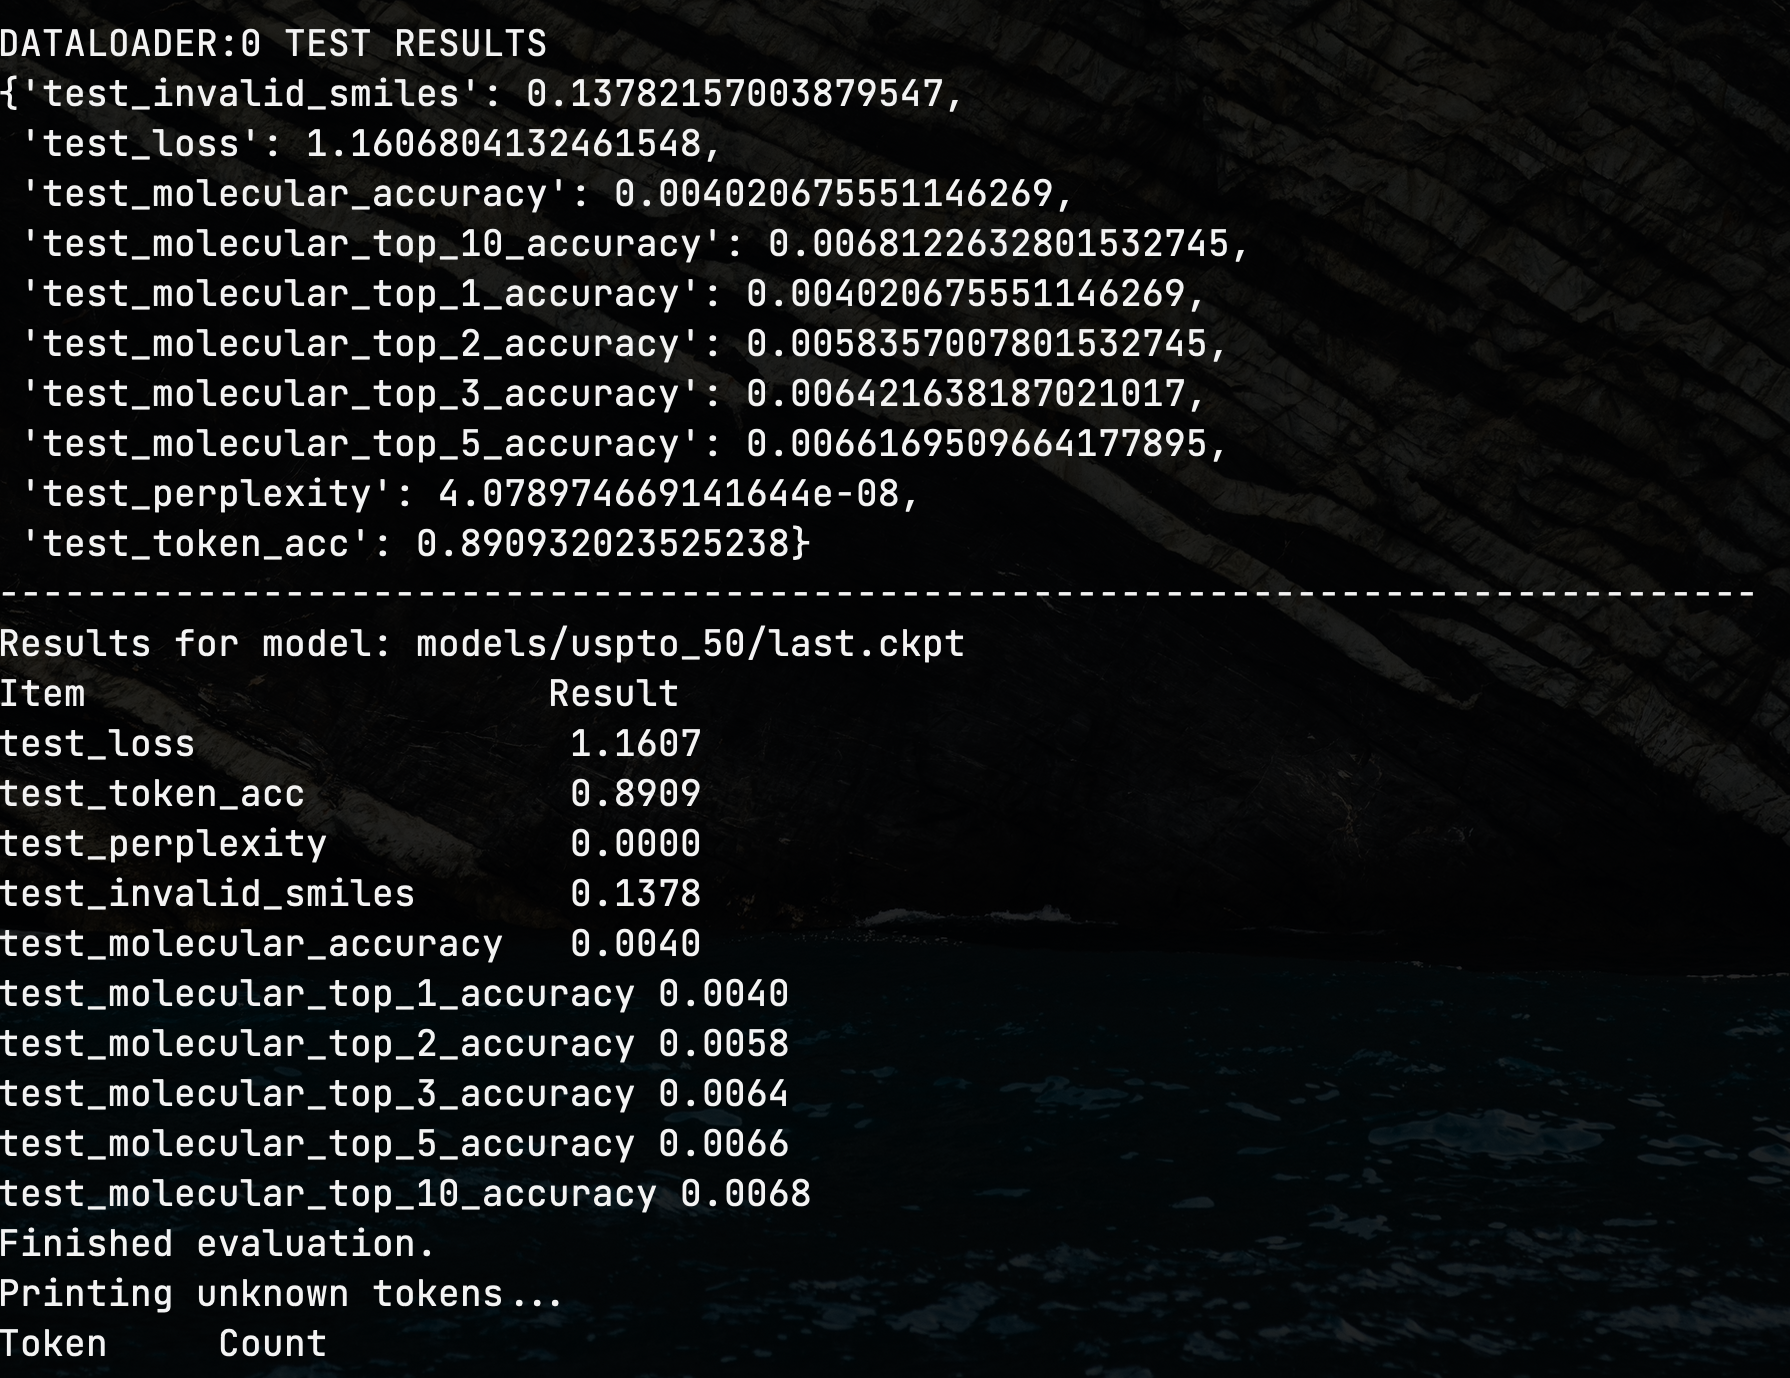 DATALOADER:0 TEST RESULTS
{'test_invalid_smiles': 0.13782157003879547,
 'test_loss': 1.1606804132461548,
 'test_molecular_accuracy': 0.004020675551146269,
 'test_molecular_top_10_accuracy': 0.0068122632801532745,
 'test_molecular_top_1_accuracy': 0.004020675551146269,
 'test_molecular_top_2_accuracy': 0.0058357007801532745,
 'test_molecular_top_3_accuracy': 0.006421638187021017,
 'test_molecular_top_5_accuracy': 0.0066169509664177895,
 'test_perplexity': 4.078974669141644e-08,
 'test_token_acc': 0.890932023525238}
--------------------------------------------------------------------------------
Results for model: models/uspto_50/last.ckpt
Item                     Result
test_loss                 1.1607
test_token_acc            0.8909
test_perplexity           0.0000
test_invalid_smiles       0.1378
test_molecular_accuracy   0.0040
test_molecular_top_1_accuracy 0.0040
test_molecular_top_2_accuracy 0.0058
test_molecular_top_3_accuracy 0.0064
test_molecular_top_5_accuracy 0.0066
test_molecular_top_10_accuracy 0.0068
Finished evaluation.
Printing unknown tokens...
Token     Count